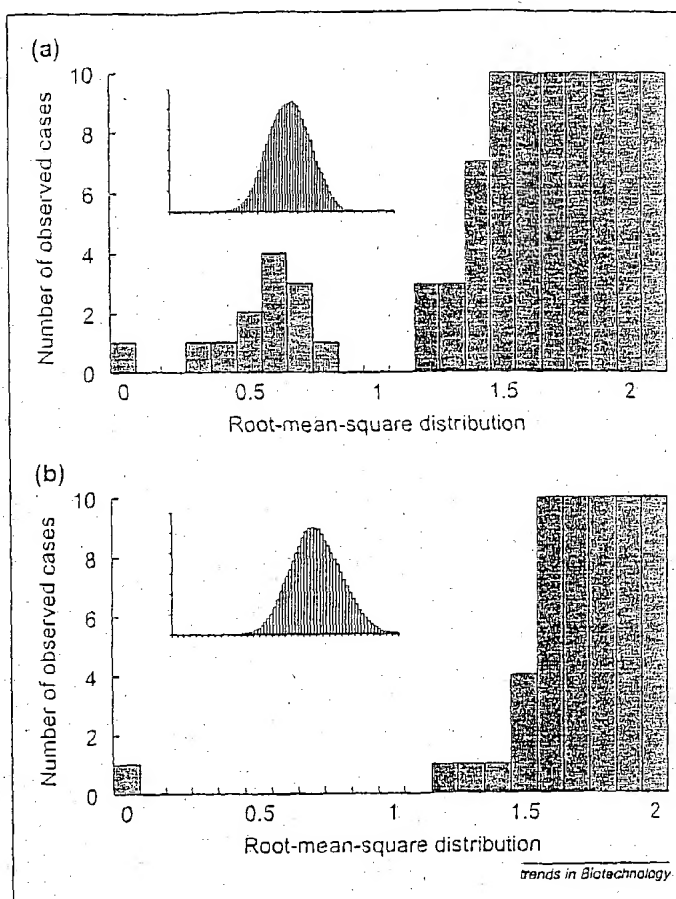 (a)
10
8
6
4
2
0
Number of observed cases
0 0.5 1 1.5 2
Root-mean-square distribution
(b)
10
8
6
4
2
0
Number of observed cases
0 0.5 1 1.5 2
Root-mean-square distribution
trends in Biotechnology